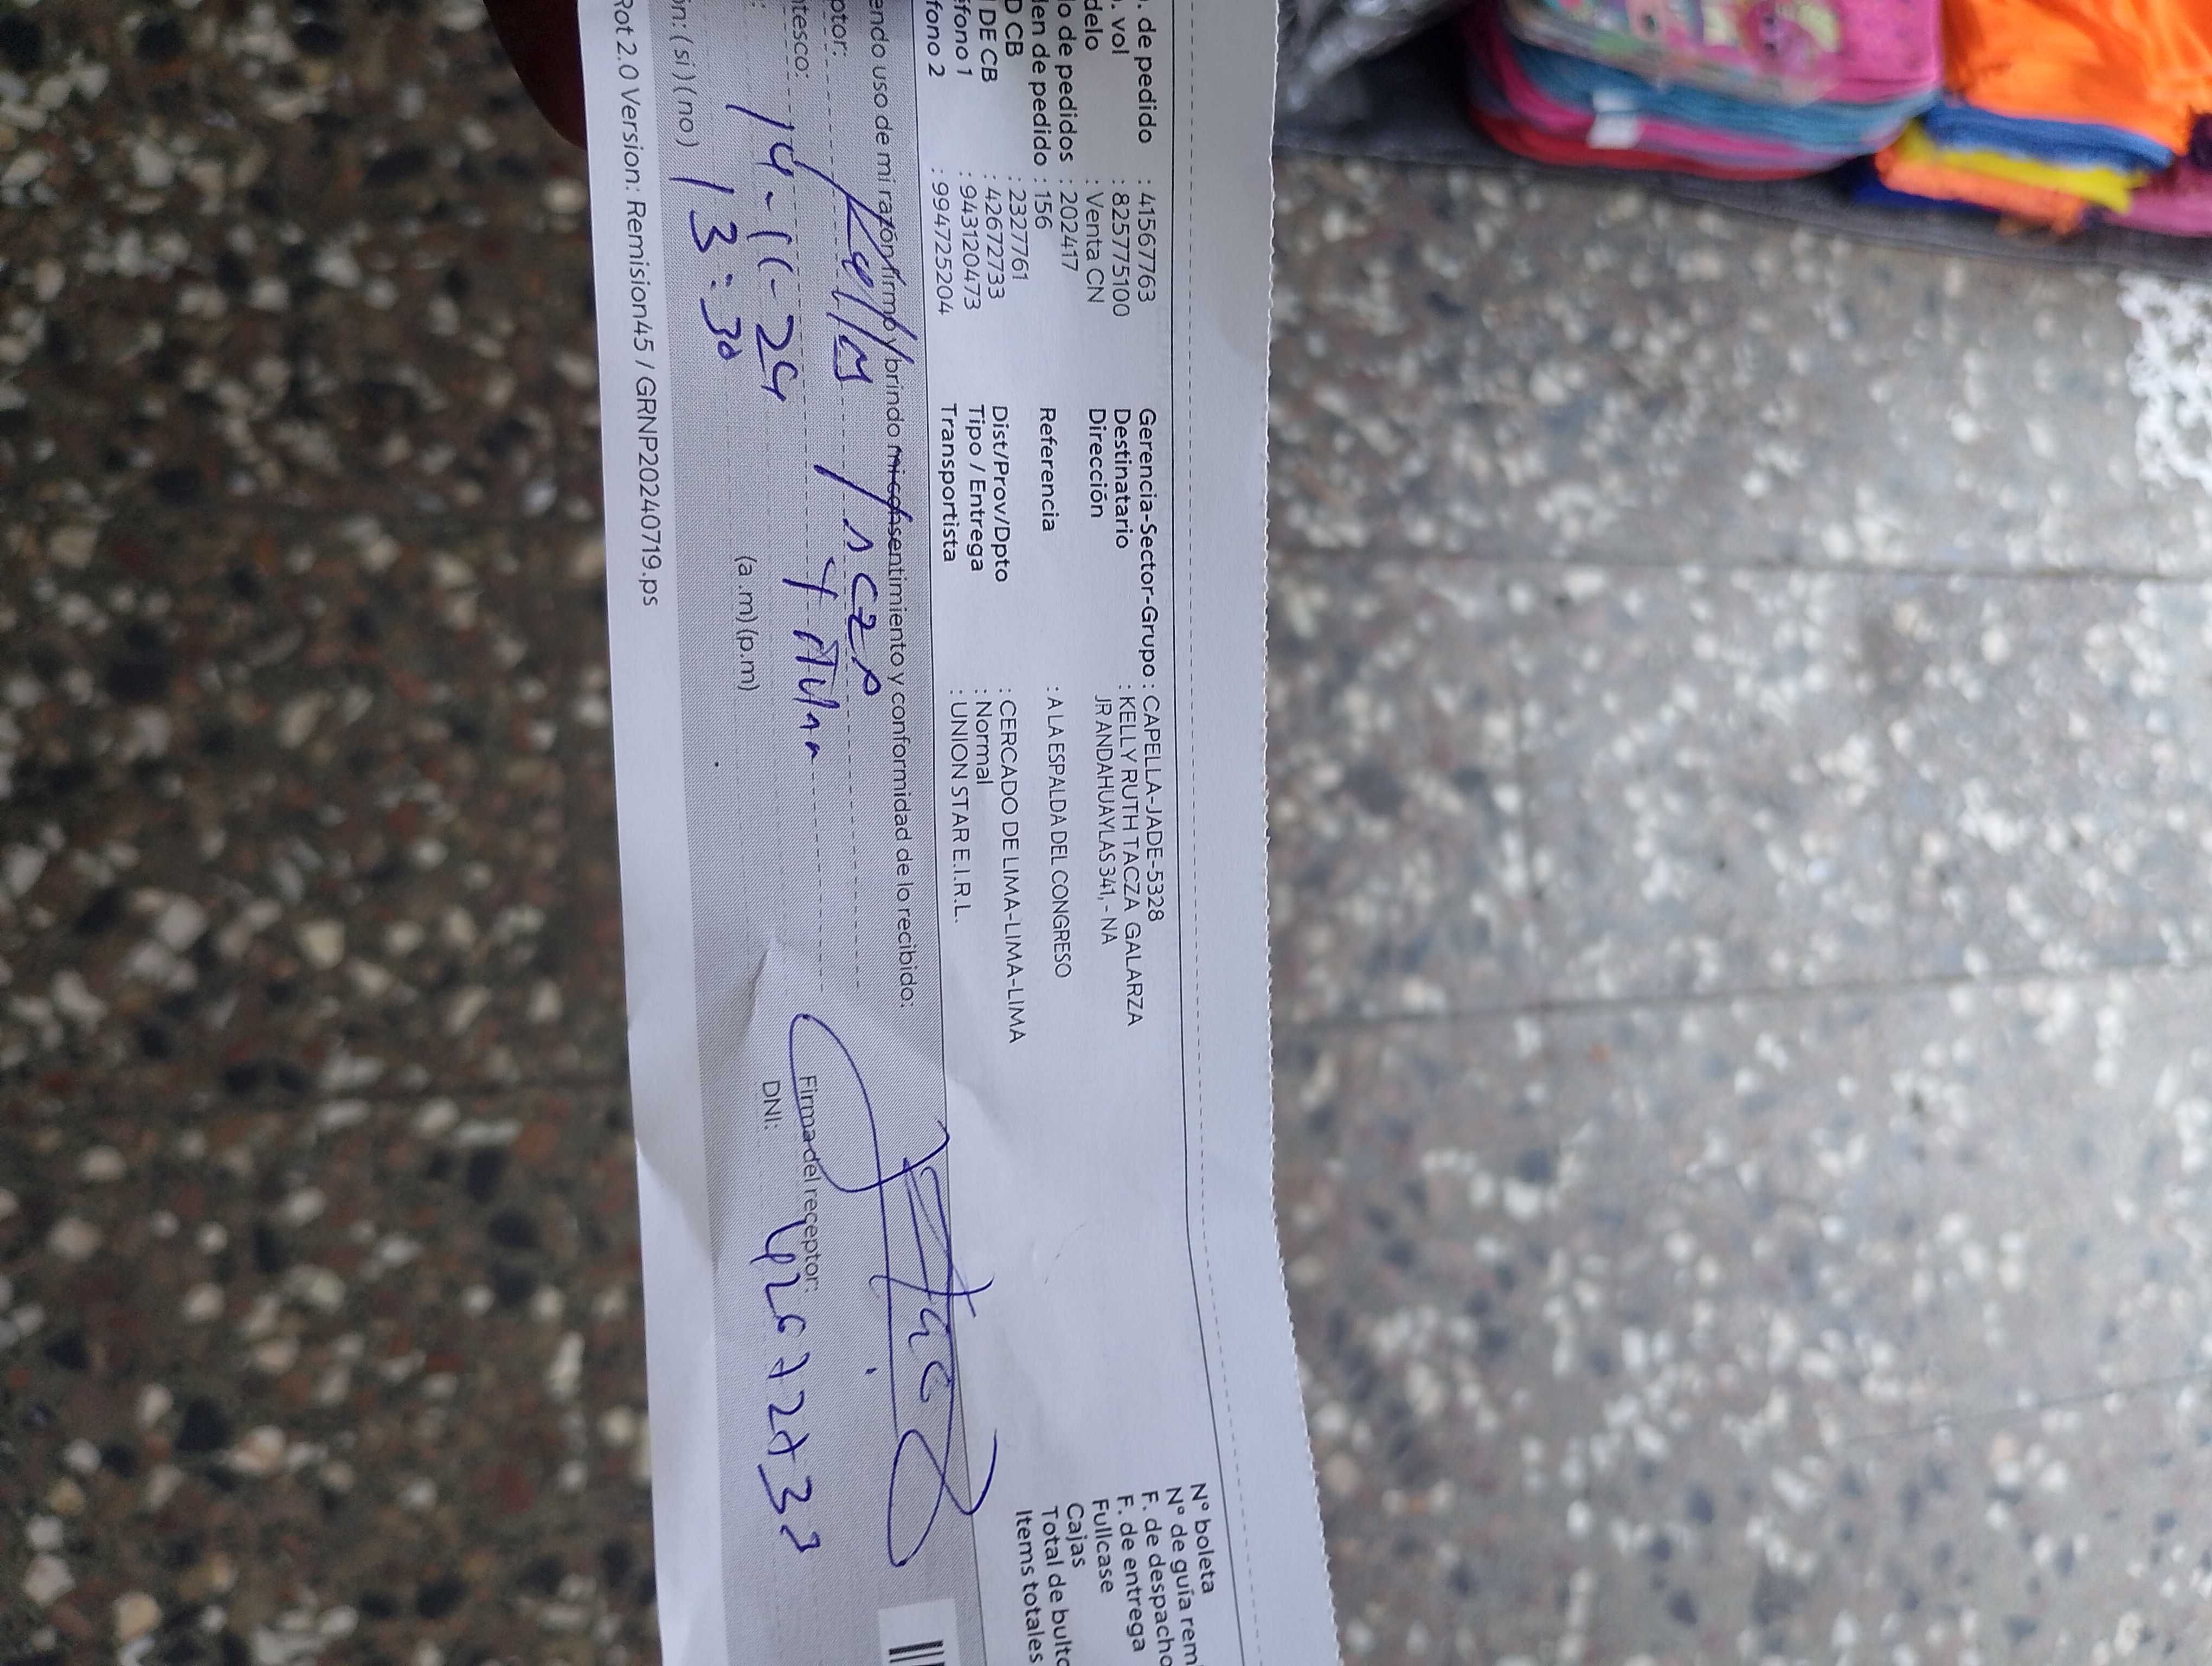 . de pedido : 41567763
. vol : 825775100
delo : Venta CN
o de pedidos : 202417
len de pedido : 156
D CB : 2327761
I DE CB : 42672733
éfono 1 : 943120473
fono 2 : 994725204
Gerencia-Sector-Grupo : CAPELLA-JADE-5328
Destinatario : KELLY RUTH TACZA GALARZA
Dirección JR ANDAHUAYLAS 341, - NA
Referencia : A LA ESPALDA DEL CONGRESO
Dist/Prov/Dpto : CERCADO DE LIMA-LIMA-LIMA
Tipo / Entrega : Normal
Transportista : UNION STAR E.I.R.L.
N° boleta
N° de guía rem
F. de despacho
F. de entrega
Fullcase
Cajas
Total de bulto
Items totales
endo uso de mi razón firmo y brindo mi consentimiento y conformidad de lo recibido:
ptor: Kelly Tacza
ntesco: Titular
: 14-11-24
ón: (si) (no) 13:30 (a.m) (p.m)
Firma del receptor:
DNI: 42672733
Rot 2.0 Version: Remision45 / GRNP20240719.ps